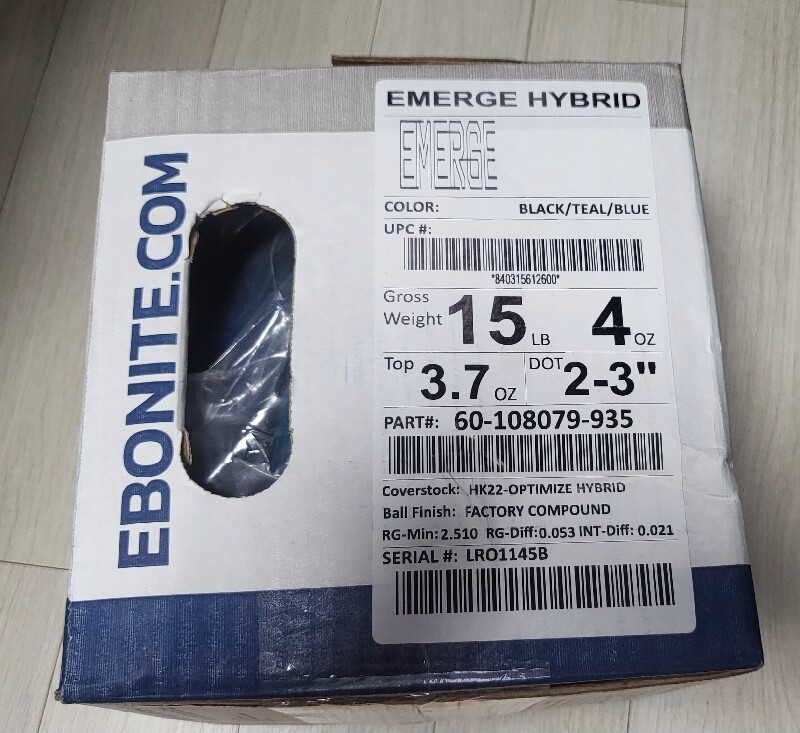 EBONITE.COM
EMERGE HYBRID
EMERGE
COLOR: BLACK/TEAL/BLUE
UPC #:
*840315612600*
Gross Weight 15 LB 4 OZ
Top 3.7 OZ DOT 2-3"
PART#: 60-108079-935
Coverstock: HK22-OPTIMIZE HYBRID
Ball Finish: FACTORY COMPOUND
RG-Min: 2.510 RG-Diff: 0.053 INT-Diff: 0.021
SERIAL #: LRO1145B